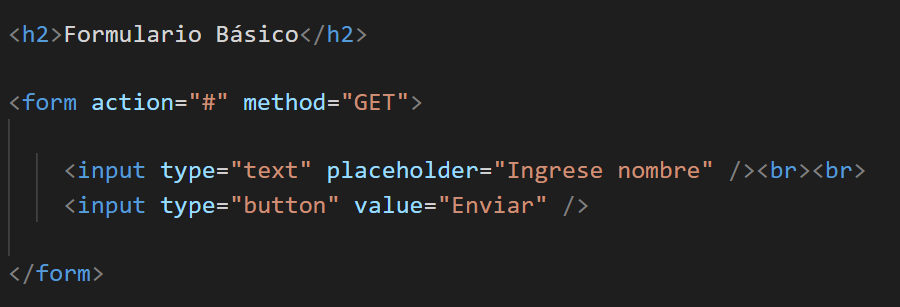 <h2>Formulario Básico</h2>
<form action="#" method="GET">
<input type="text" placeholder="Ingrese nombre" /><br><br>
<input type="button" value="Enviar" />
</form>